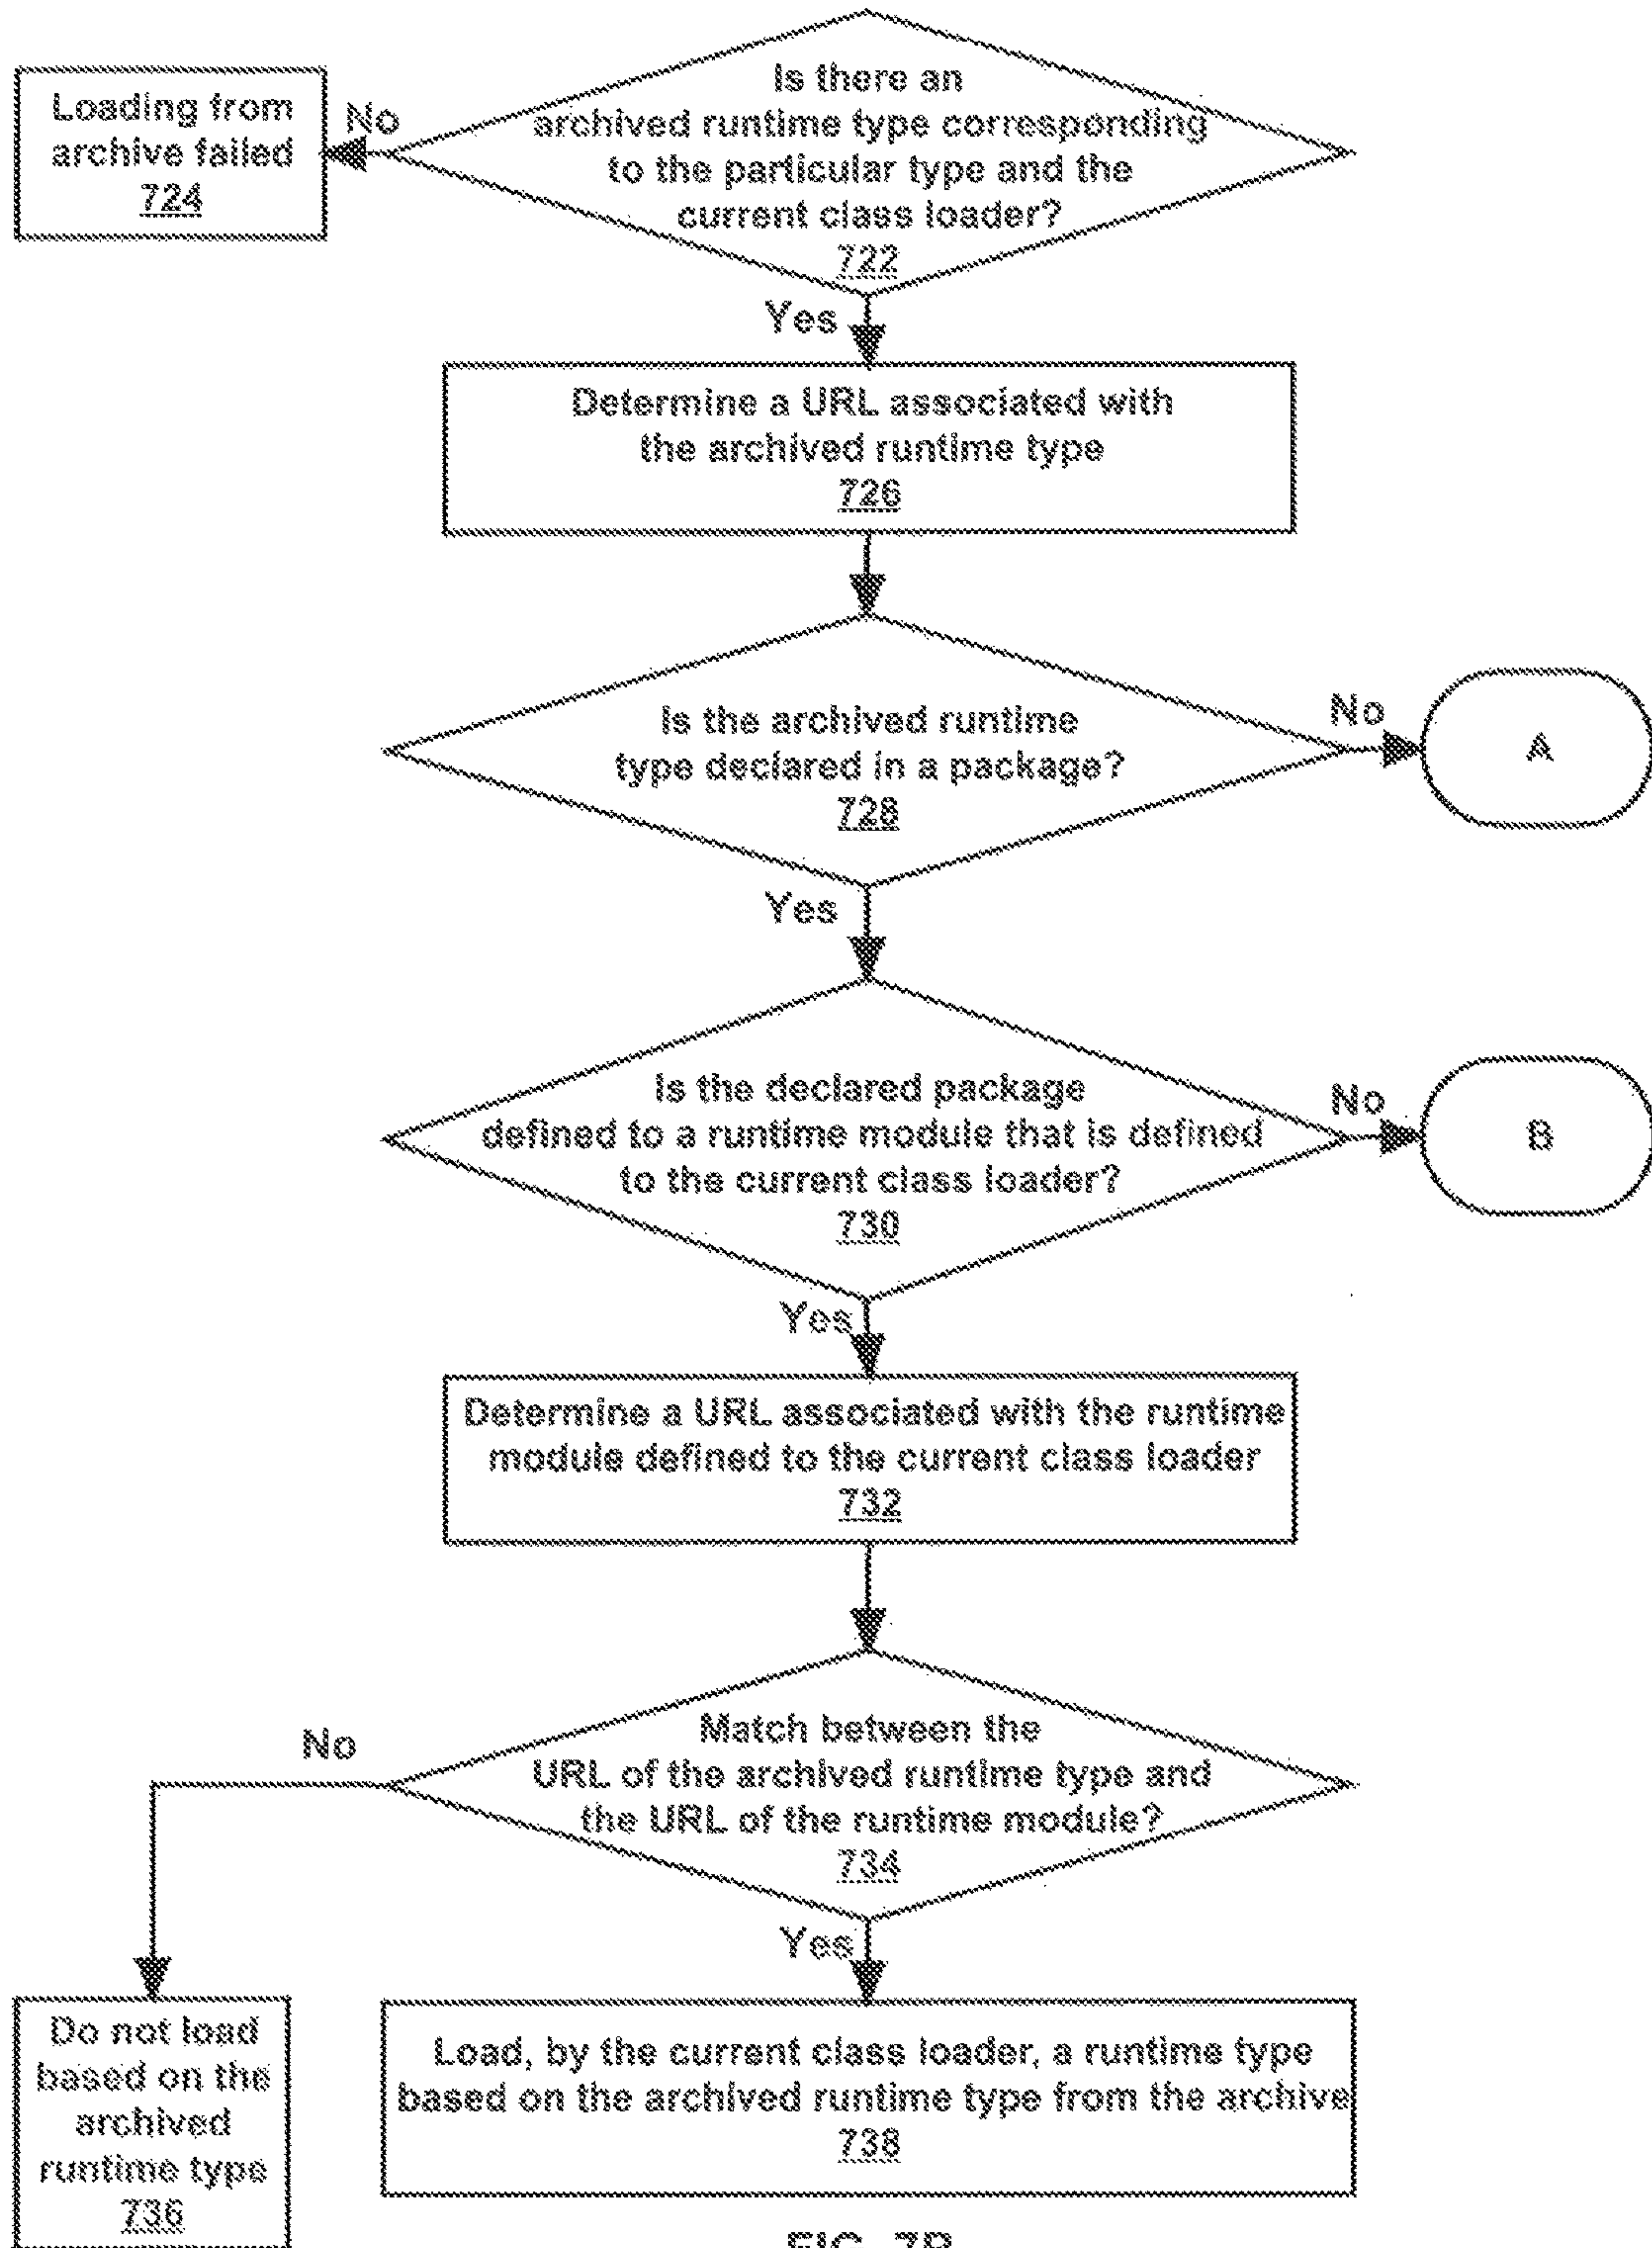 Is there an
archived runtime type corresponding
to the particular type and the
current class loader?
722
No
Loading from
archive failed
724
Yes
Determine a URL associated with
the archived runtime type
726
Is the archived runtime
type declared in a package?
728
No
A
Yes
Is the declared package
defined to a runtime module that is defined
to the current class loader?
730
No
B
Yes
Determine a URL associated with the runtime
module defined to the current class loader
732
Match between the
URL of the archived runtime type and
the URL of the runtime module?
734
No
Yes
Do not load
based on the
archived
runtime type
736
Load, by the current class loader, a runtime type
based on the archived runtime type from the archive
738
FIG. 7B